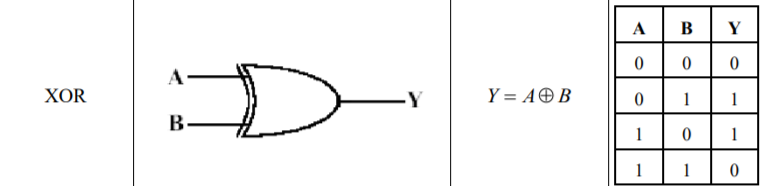 XOR
A
B
Y
Y = A ⊕ B
A B Y
0 0 0
0 1 1
1 0 1
1 1 0